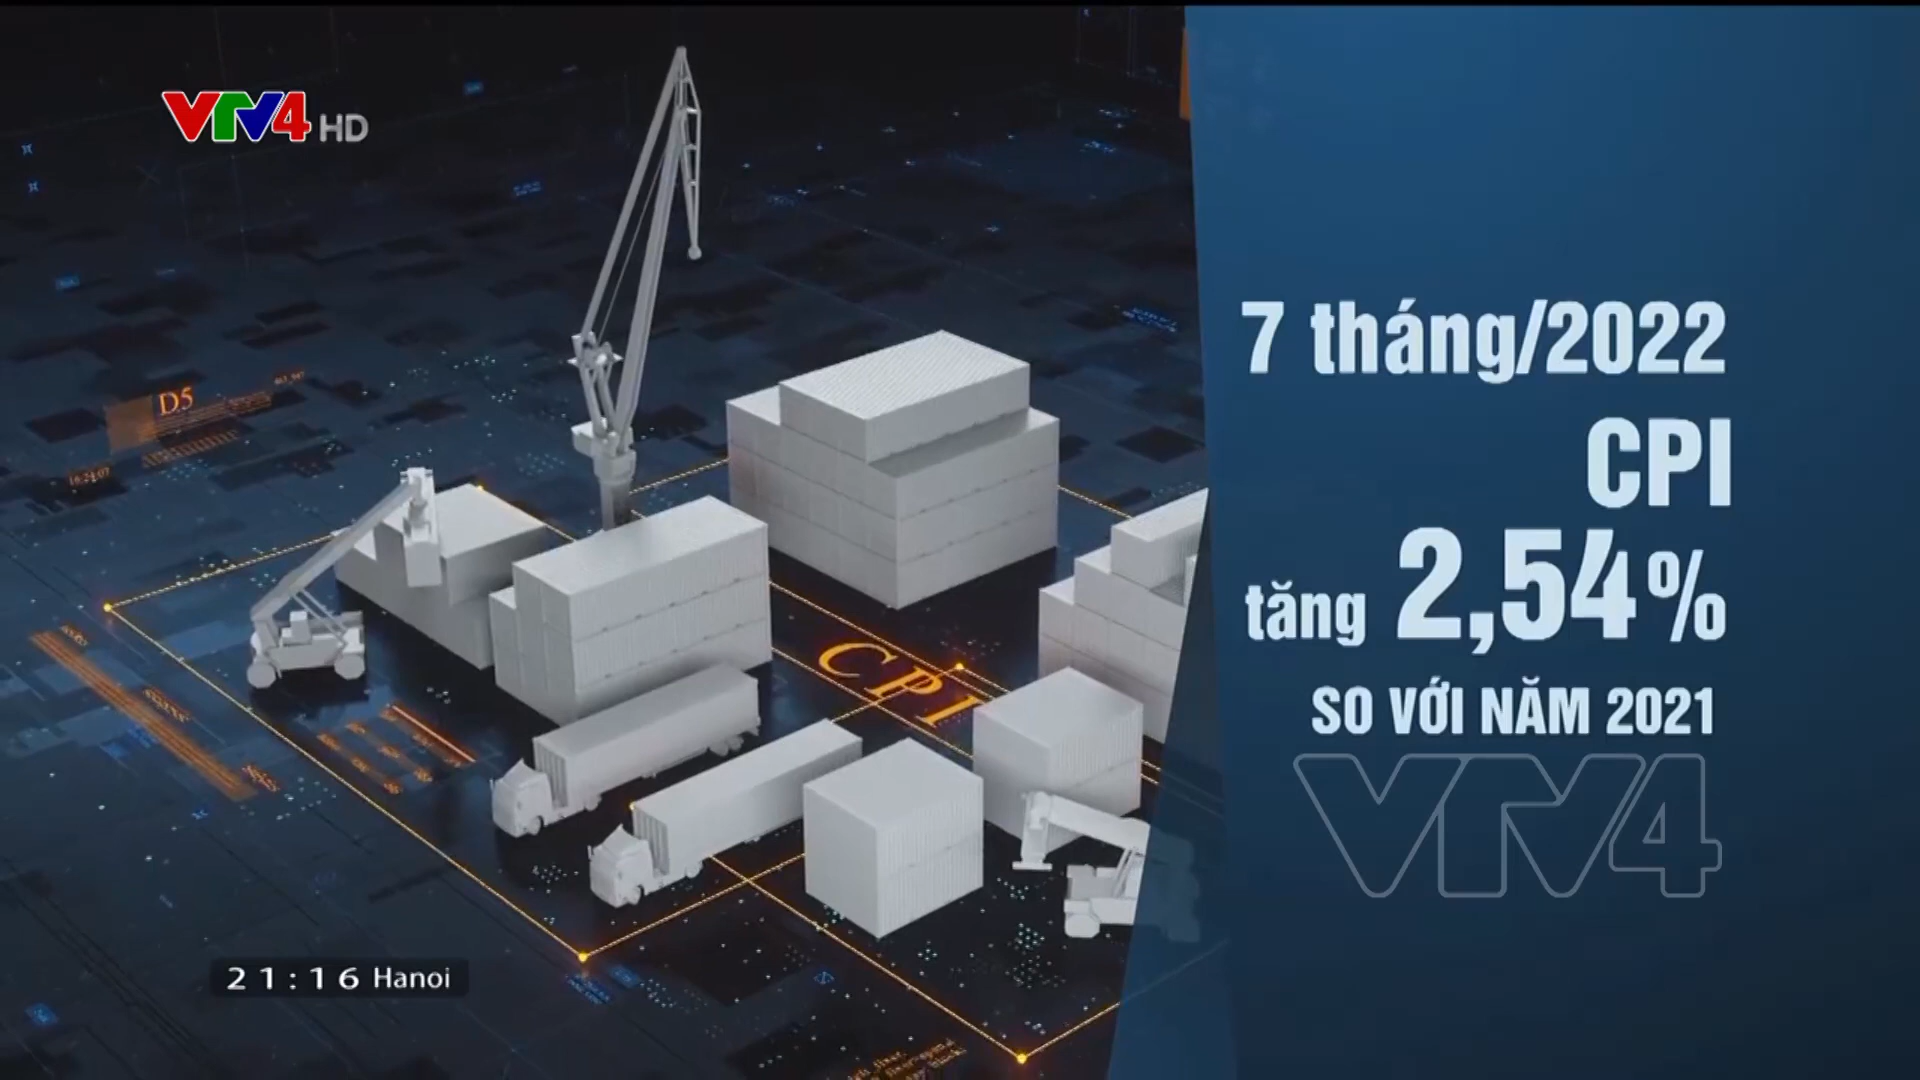 VTV4 HD
7 tháng/2022
CPI
tăng 2,54%
SO VỚI NĂM 2021
VTV4
D5
CPI
21:16 Hanoi